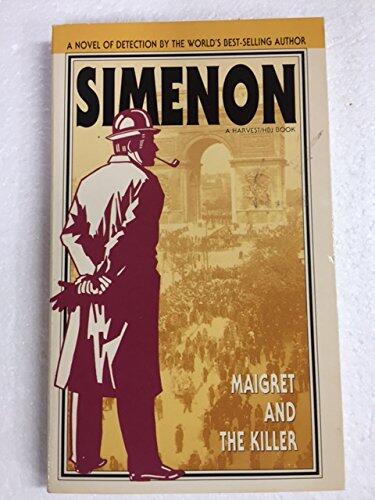 A NOVEL OF DETECTION BY THE WORLD'S BEST-SELLING AUTHOR
SIMENON
A HARVEST/HBJ BOOK
MAIGRET
AND
THE KILLER